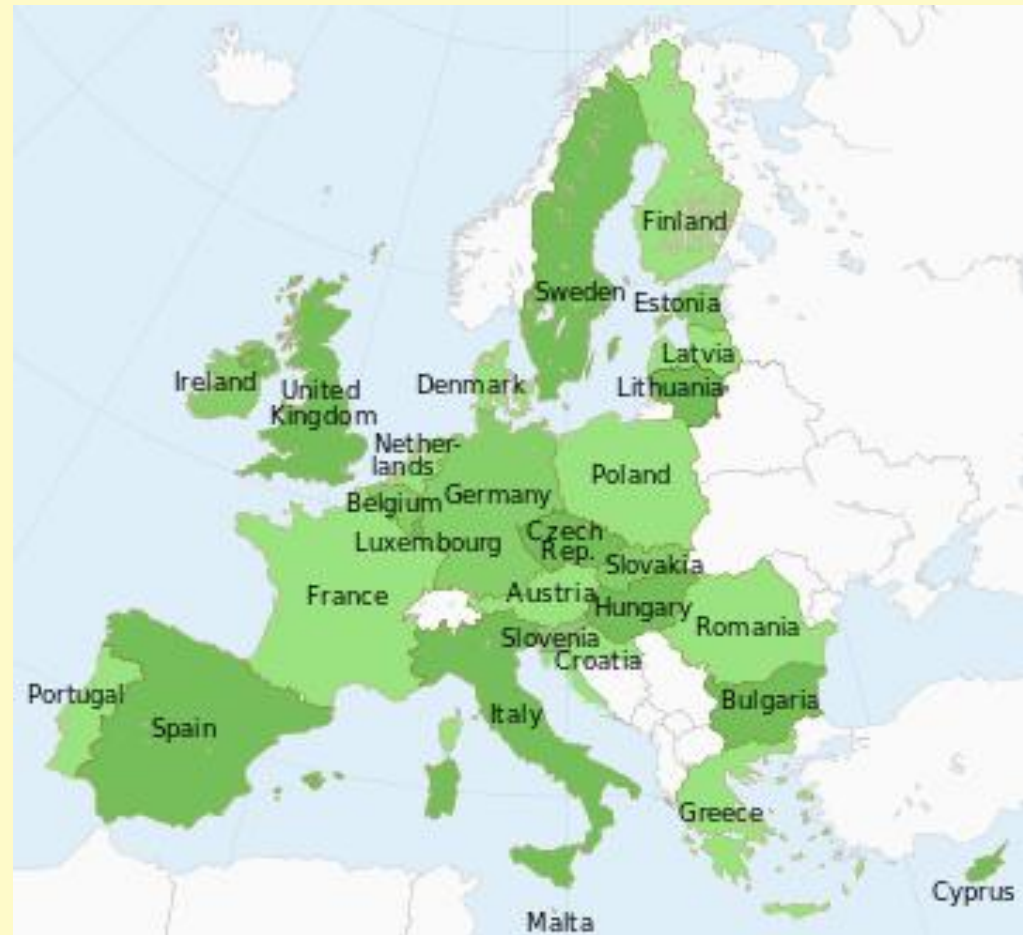 Finland
Sweden
Estonia
Latvia
Lithuania
Denmark
Ireland
United
Kingdom
Nether-
lands
Poland
Belgium
Germany
Czech
Rep.
Luxembourg
Slovakia
France
Austria
Hungary
Romania
Slovenia
Croatia
Portugal
Spain
Italy
Bulgaria
Greece
Cyprus
Malta